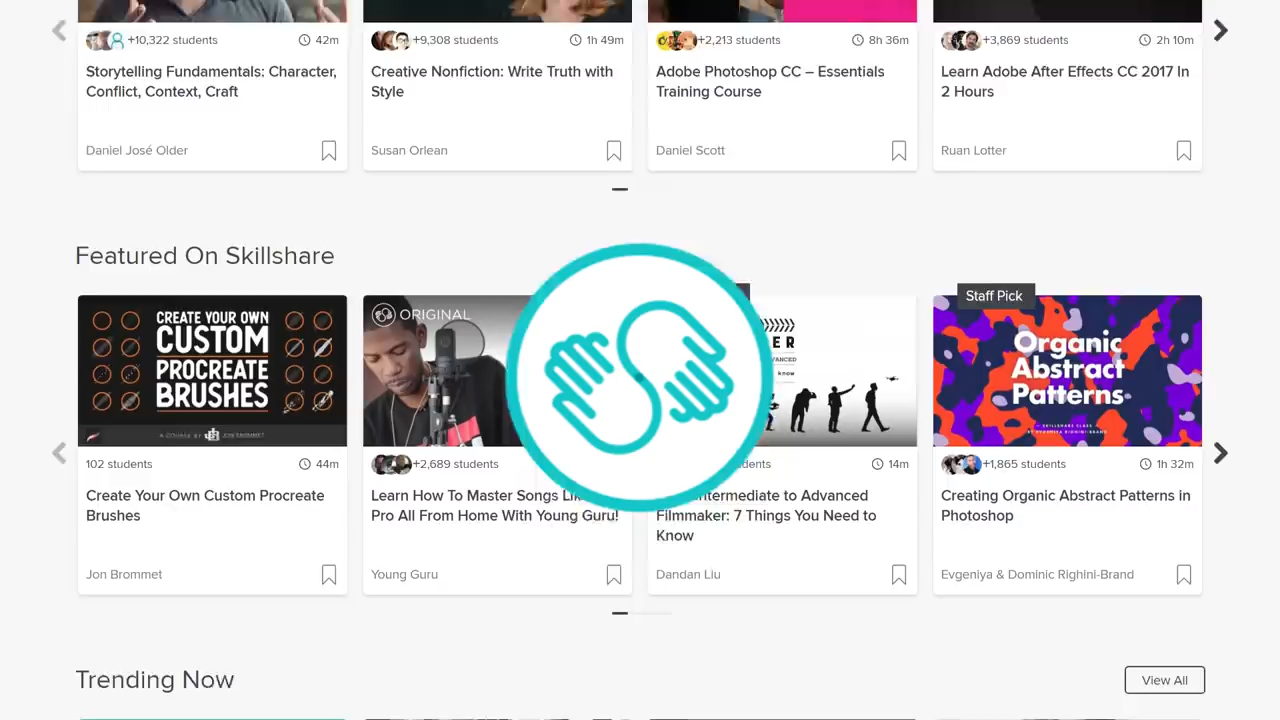 +10,322 students 42m
+9,308 students 1h 49m
+2,213 students 8h 36m
+3,869 students 2h 10m
Storytelling Fundamentals: Character,
Conflict, Context, Craft
Creative Nonfiction: Write Truth with
Style
Adobe Photoshop CC – Essentials
Training Course
Learn Adobe After Effects CC 2017 In
2 Hours
Daniel José Older
Susan Orlean
Daniel Scott
Ruan Lotter
Featured On Skillshare
CREATE YOUR OWN
CUSTOM
PROCREATE
BRUSHES
A COURSE BY JON BROMMET
ORIGINAL
Staff Pick
Organic
Abstract
Patterns
102 students 44m
+2,689 students
14m
+1,865 students 1h 32m
Create Your Own Custom Procreate
Brushes
Learn How To Master Songs
Pro All From Home With Young Guru!
Intermediate to Advanced
Filmmaker: 7 Things You Need to
Know
Creating Organic Abstract Patterns in
Photoshop
Jon Brommet
Young Guru
Dandan Liu
Evgeniya & Dominic Righini-Brand
Trending Now
View All